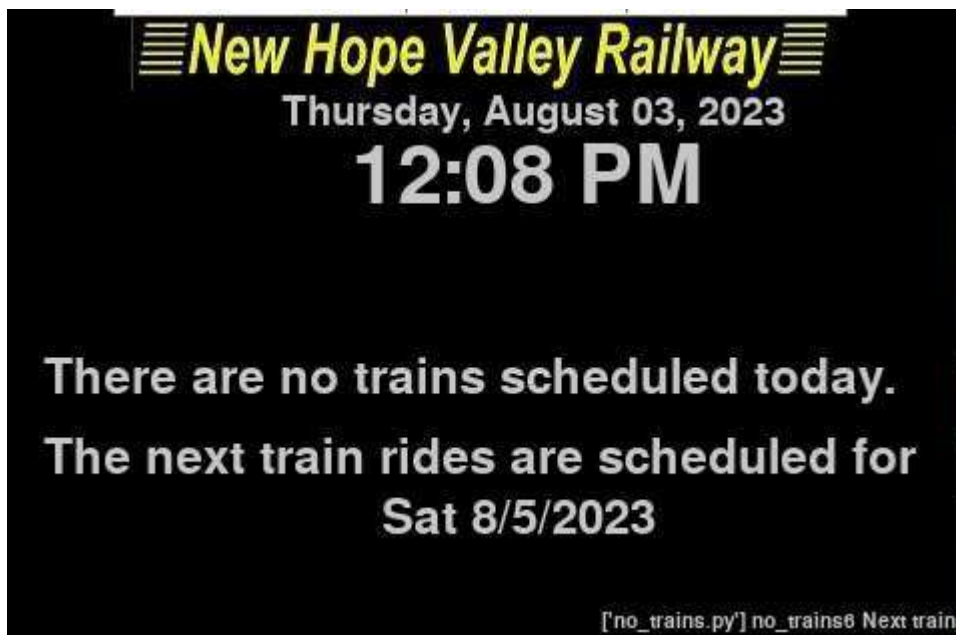 New Hope Valley Railway
Thursday, August 03, 2023
12:08 PM
There are no trains scheduled today.
The next train rides are scheduled for
Sat 8/5/2023
['no_trains.py'] no_trains6 Next train